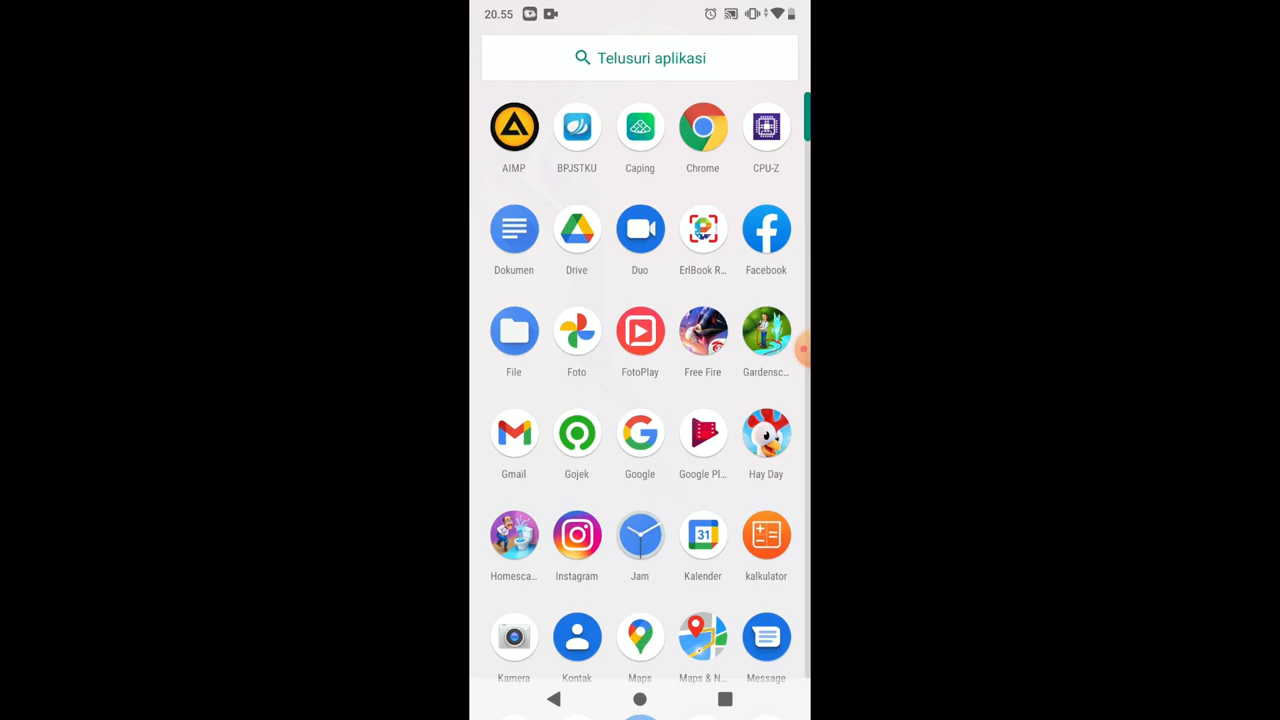 20.55
Telusuri aplikasi
AIMP BPJSTKU Caping Chrome CPU-Z
Dokumen Drive Duo ErlBook R... Facebook
File Foto FotoPlay Free Fire Gardensc...
Gmail Gojek Google Google Pl... Hay Day
31
Homesca... Instagram Jam Kalender kalkulator
Kamera Kontak Maps Maps & N... Message